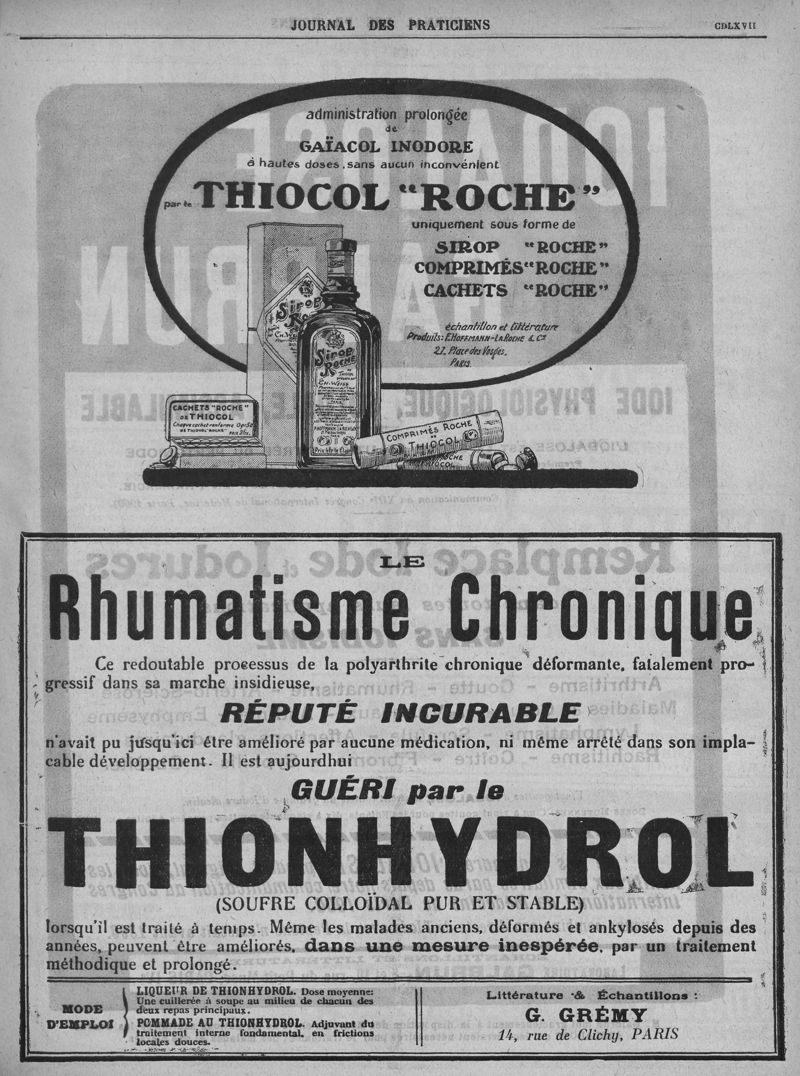 JOURNAL DES PRATICIENS
CDLXVII
administration prolongée
de
GAÏACOL INODORE
à hautes doses, sans aucun inconvénient
par le THIOCOL "ROCHE"
uniquement sous forme de
SIROP "ROCHE"
COMPRIMÉS "ROCHE"
CACHETS "ROCHE"
échantillon et littérature
Produits: F. HOFFMANN-LA ROCHE & Cie
21, Place des Vosges.
PARIS.
Sirop
Roche
Sirop
ROCHE
CACHETS "ROCHE"
DE THIOCOL
COMPRIMÉS ROCHE
THIOCOL
ROCHE
THIOCOL
LE
Rhumatisme Chronique
Ce redoutable processus de la polyarthrite chronique déformante, fatalement pro-
gressif dans sa marche insidieuse,
RÉPUTÉ INCURABLE
n'avait pu jusqu'ici être amélioré par aucune médication, ni même arrêté dans son impla-
cable développement. Il est aujourd'hui
GUÉRI par le
THIONHYDROL
(SOUFRE COLLOÏDAL PUR ET STABLE)
lorsqu'il est traité à temps. Même les malades anciens, déformés et ankylosés depuis des
années, peuvent être améliorés, dans une mesure inespérée, par un traitement
méthodique et prolongé.
MODE
D'EMPLOI
LIQUEUR DE THIONHYDROL. Dose moyenne:
Une cuillerée à soupe au milieu de chacun des
deux repas principaux.
POMMADE AU THIONHYDROL. Adjuvant du
traitement interne fondamental, en frictions
locales douces.
Littérature & Échantillons :
G. GRÉMY
14, rue de Clichy, PARIS